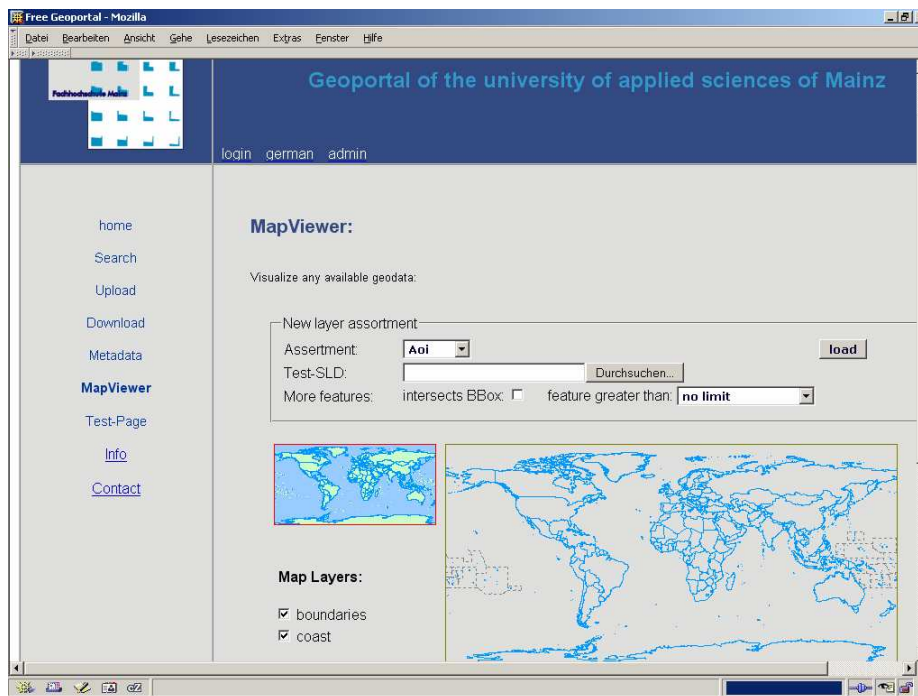 Free Geoportal - Mozilla
Datei Bearbeiten Ansicht Gehe Lesezeichen Extras Fenster Hilfe
Fachhochschule Mainz
Geoportal of the university of applied sciences of Mainz
login german admin
home
Search
Upload
Download
Metadata
MapViewer
Test-Page
Info
Contact
MapViewer:
Visualize any available geodata:
New layer assortment
Assertment: Aoi load
Test-SLD: Durchsuchen...
More features: intersects BBox: feature greater than: no limit
Map Layers:
boundaries
coast